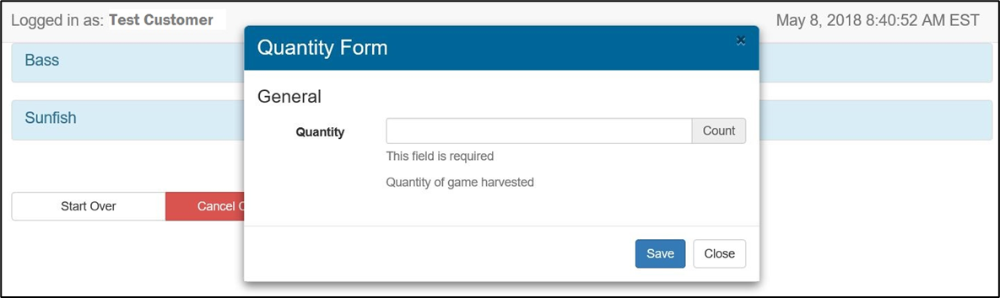 Logged in as: Test Customer
May 8, 2018 8:40:52 AM EST
Quantity Form
×
Bass
General
Sunfish
Quantity
Count
This field is required
Quantity of game harvested
Start Over
Cancel
Save
Close